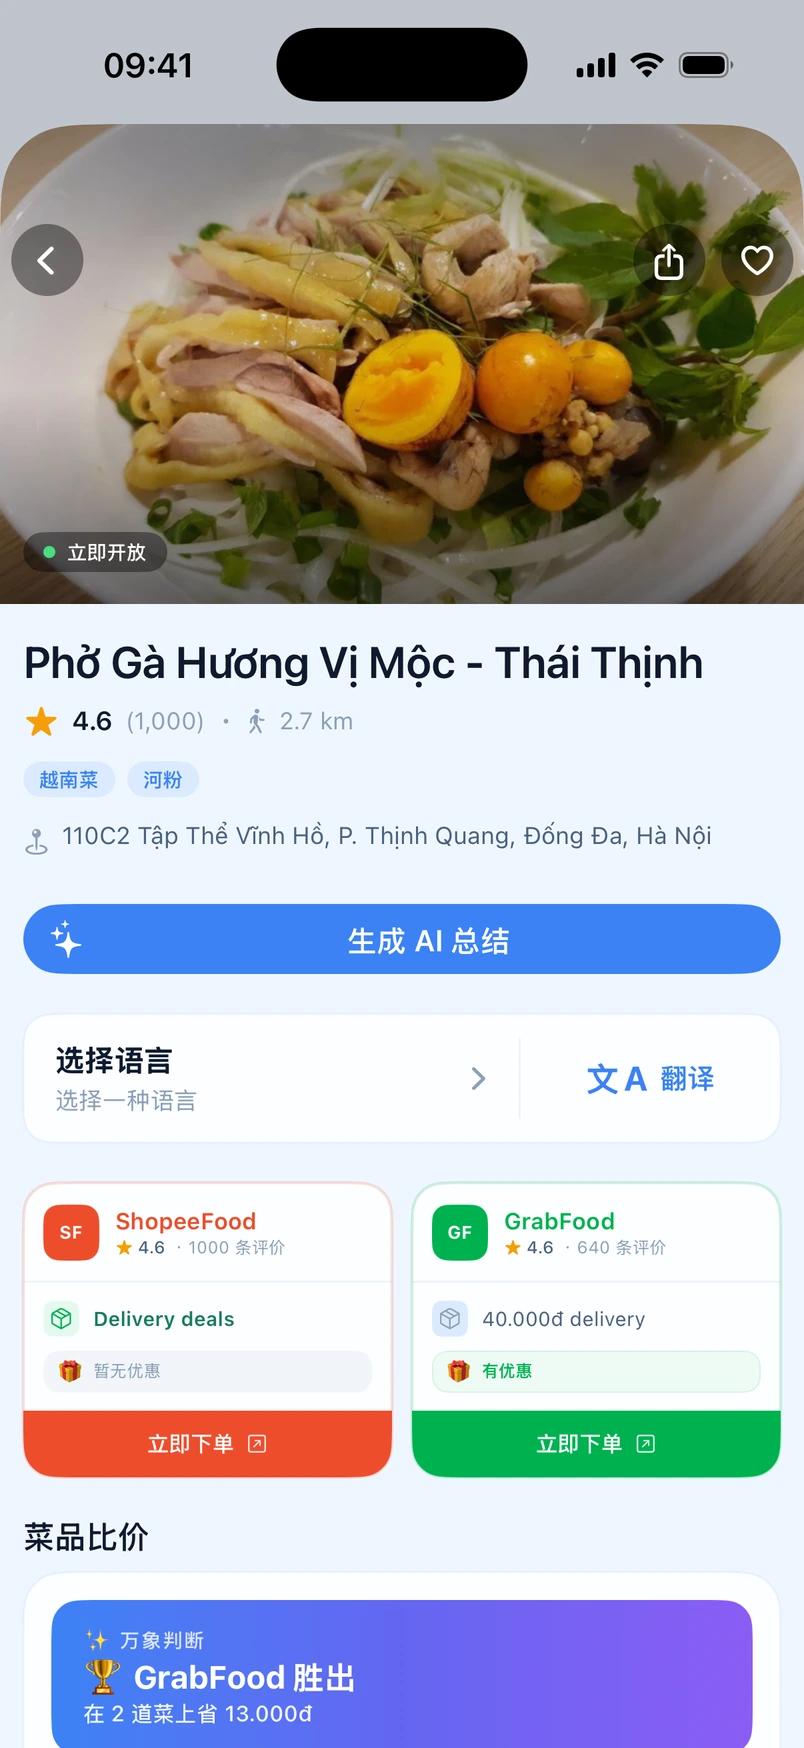 09:41
立即开放
Phở Gà Hương Vị Mộc - Thái Thịnh
4.6 (1,000) · 2.7 km
越南菜 河粉
110C2 Tập Thể Vĩnh Hồ, P. Thịnh Quang, Đống Đa, Hà Nội
生成 AI 总结
选择语言
选择一种语言
文A 翻译
SF ShopeeFood
4.6 · 1000 条评价
Delivery deals
暂无优惠
立即下单
GF GrabFood
4.6 · 640 条评价
40.000đ delivery
有优惠
立即下单
菜品比价
万象判断
GrabFood 胜出
在 2 道菜上省 13.000đ